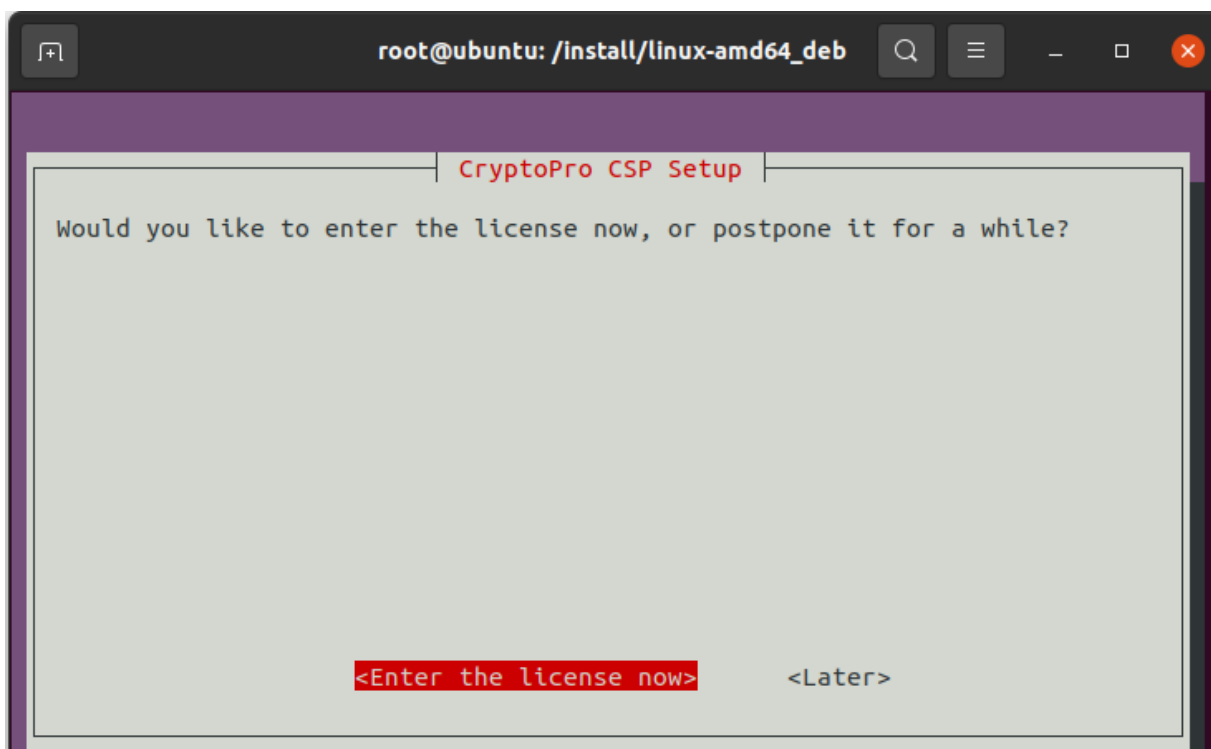 root@ubuntu: /install/linux-amd64_deb
CryptoPro CSP Setup
Would you like to enter the license now, or postpone it for a while?
<Enter the license now> <Later>